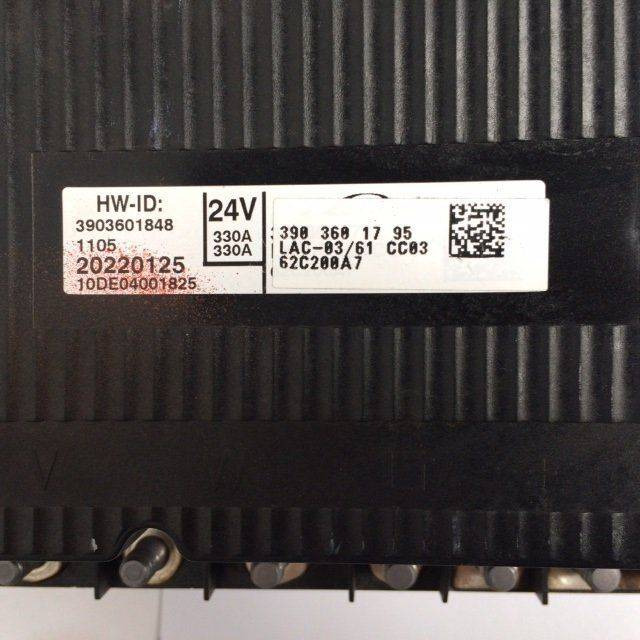 HW-ID:
3903601848
1105
20220125
10DE04001825
24V
330A
330A
390 360 17 95
LAC-03/61 CC03
62C200A7